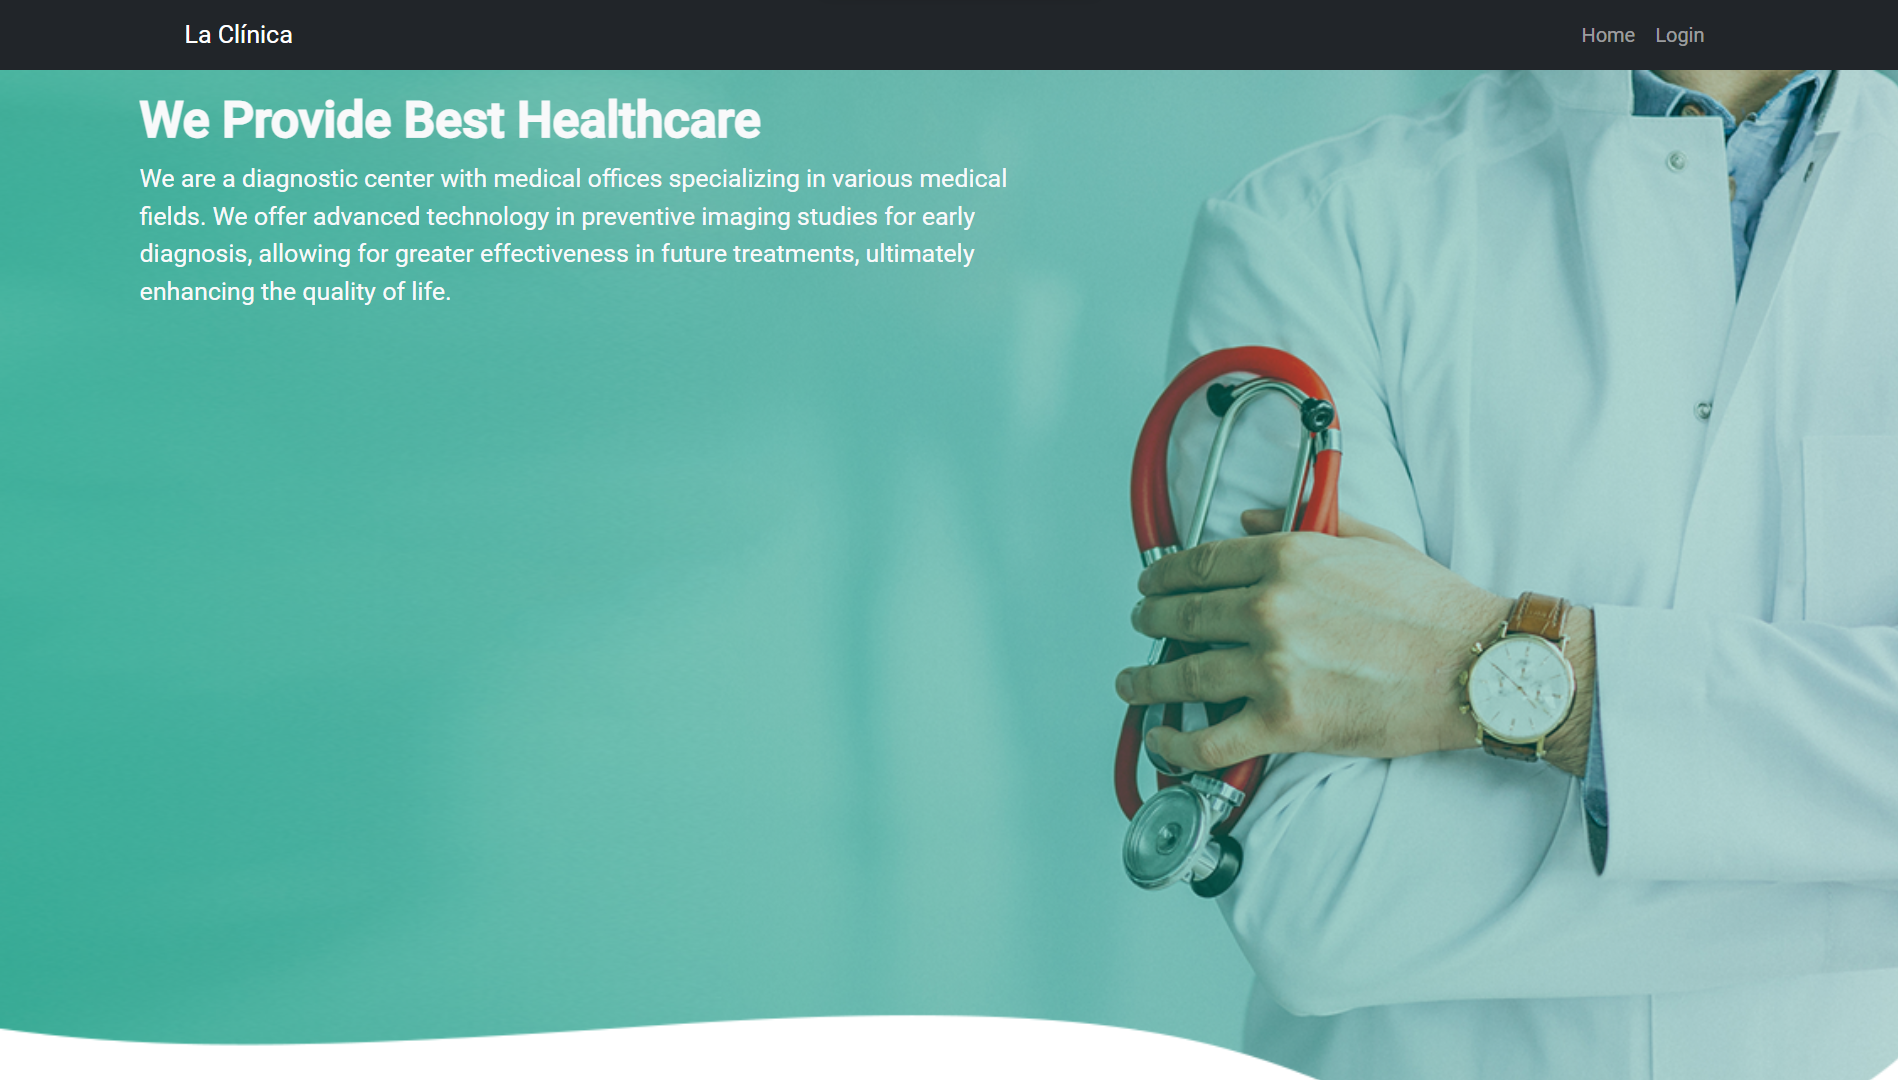 La Clínica
Home Login
We Provide Best Healthcare
We are a diagnostic center with medical offices specializing in various medical
fields. We offer advanced technology in preventive imaging studies for early
diagnosis, allowing for greater effectiveness in future treatments, ultimately
enhancing the quality of life.